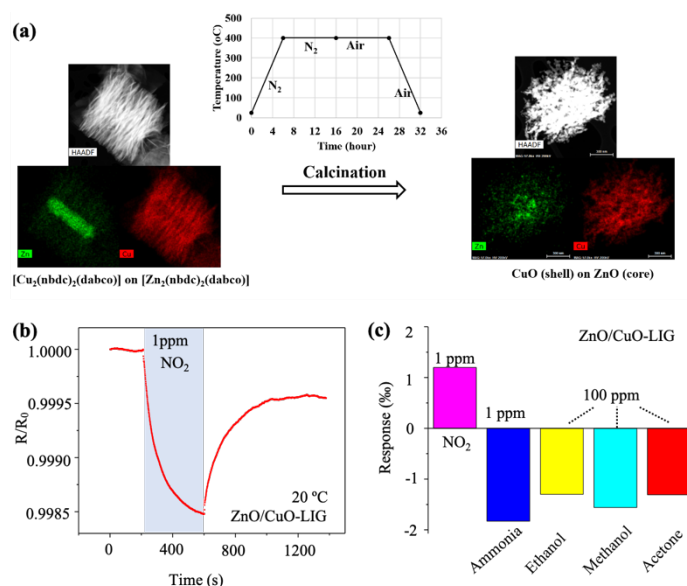 (a)
Temperature (oC)
500
400
300
200
100
0
N₂
N₂
Air
Air
0 4 8 12 16 20 24 28 32 36
Time (hour)
HAADF
Zn
Cu
[Cu₂(nbdc)₂(dabco)] on [Zn₂(nbdc)₂(dabco)]
Calcination
HAADF
Zn
Cu
CuO (shell) on ZnO (core)
(b)
R/R₀
1.0000
0.9995
0.9990
0.9985
1ppm
NO₂
20 ºC
ZnO/CuO-LIG
0 400 800 1200
Time (s)
(c)
Response (‰)
2
1
0
-1
-2
ZnO/CuO-LIG
1 ppm
NO₂
1 ppm
100 ppm
Ammonia
Ethanol
Methanol
Acetone